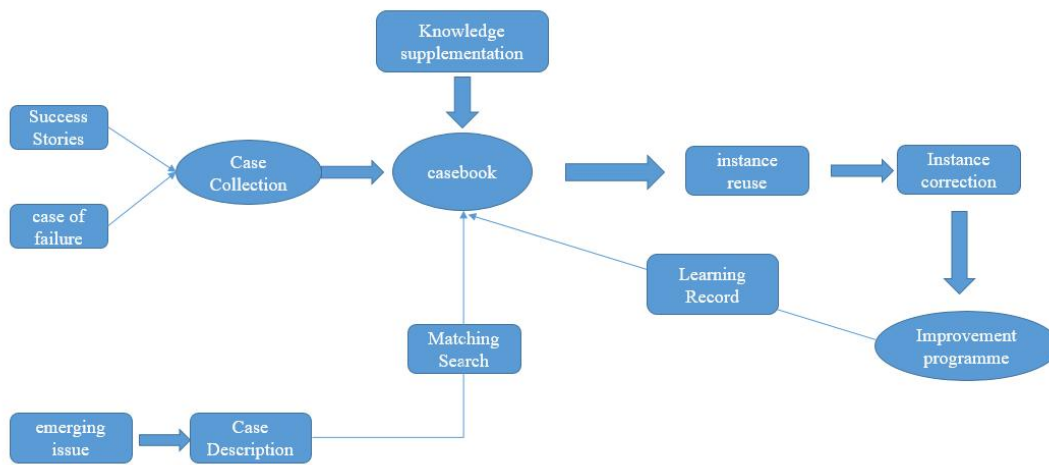 Knowledge
supplementation
Success
Stories
Case
Collection
casebook
instance
reuse
Instance
correction
case of
failure
Learning
Record
Matching
Search
Improvement
programme
emerging
issue
Case
Description